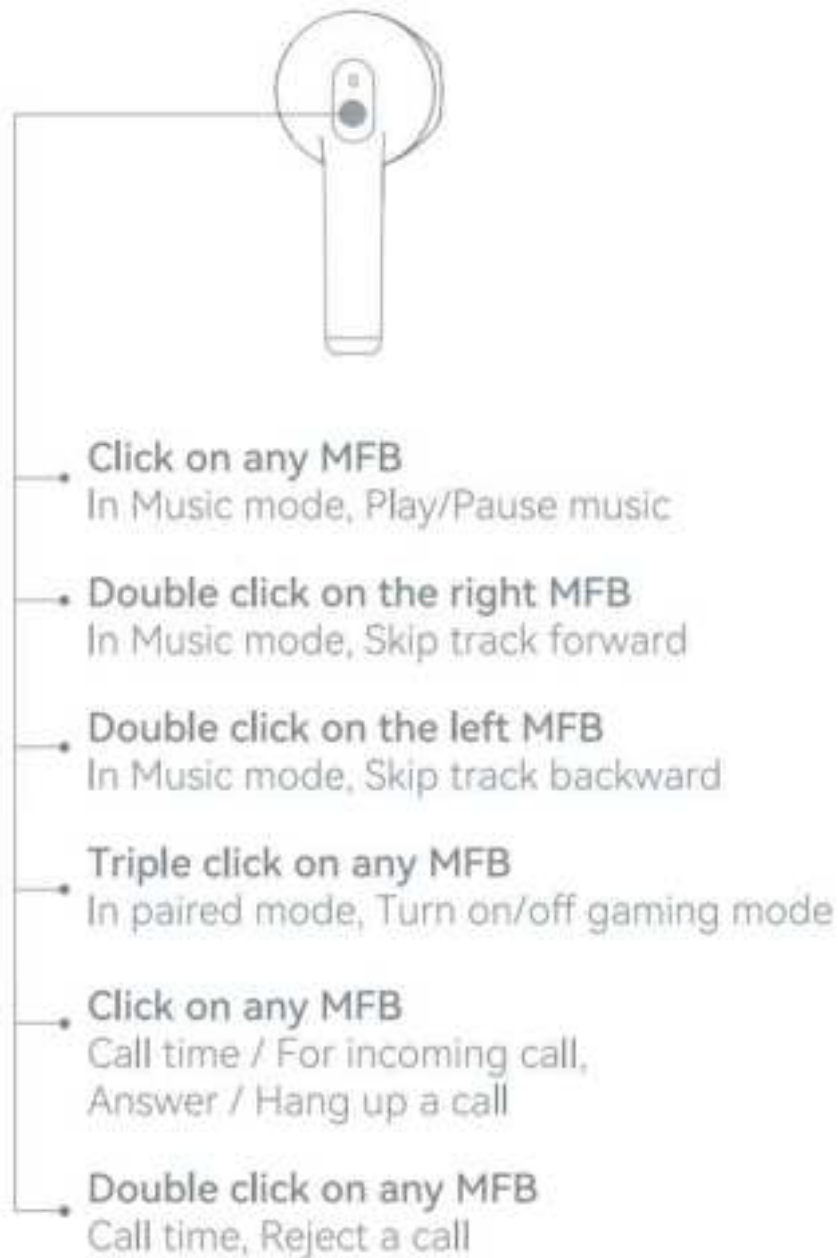 Click on any MFB
In Music mode, Play/Pause music
Double click on the right MFB
In Music mode, Skip track forward
Double click on the left MFB
In Music mode, Skip track backward
Triple click on any MFB
In paired mode, Turn on/off gaming mode
Click on any MFB
Call time / For incoming call,
Answer / Hang up a call
Double click on any MFB
Call time, Reject a call